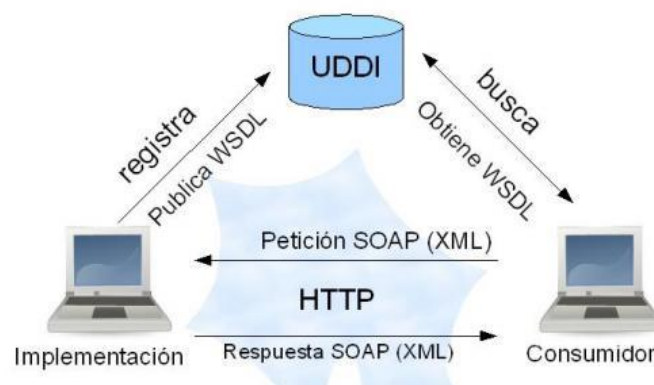 UDDI
registra
Publica WSDL
busca
Obtiene WSDL
Petición SOAP (XML)
HTTP
Respuesta SOAP (XML)
Implementación
Consumidor